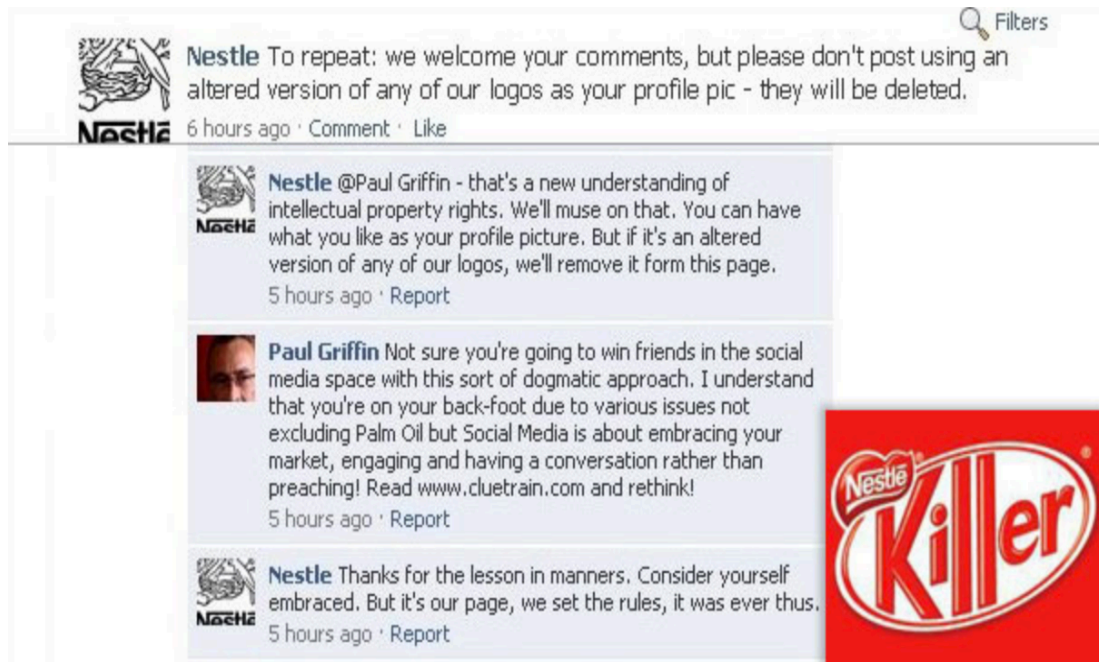 Filters
Nestle To repeat: we welcome your comments, but please don't post using an
altered version of any of our logos as your profile pic - they will be deleted.
Nestlé
6 hours ago · Comment · Like
Nestle @Paul Griffin - that's a new understanding of
intellectual property rights. We'll muse on that. You can have
what you like as your profile picture. But if it's an altered
version of any of our logos, we'll remove it form this page.
Nestlé
5 hours ago · Report
Paul Griffin Not sure you're going to win friends in the social
media space with this sort of dogmatic approach. I understand
that you're on your back-foot due to various issues not
excluding Palm Oil but Social Media is about embracing your
market, engaging and having a conversation rather than
preaching! Read www.cluetrain.com and rethink!
5 hours ago · Report
Nestle Thanks for the lesson in manners. Consider yourself
embraced. But it's our page, we set the rules, it was ever thus.
Nestlé
5 hours ago · Report
Nestlé
Killer